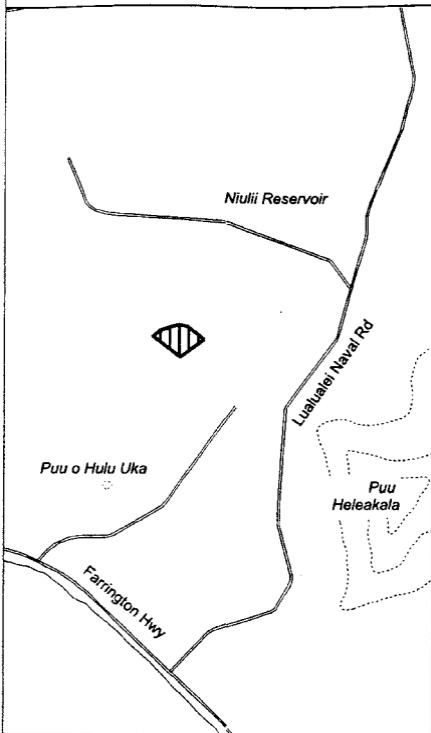 Niulii Reservoir
Lualualei Naval Rd
Puu o Hulu Uka
Puu
Heleakala
Farrington Hwy